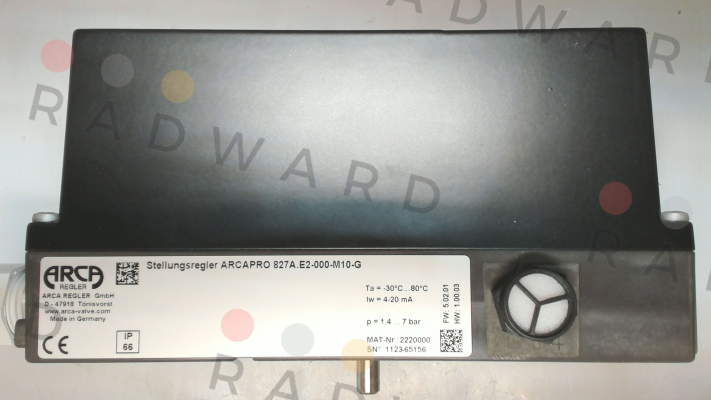 RADWARD
RADWARD
RADWARD
ARCA
REGLER
ARCA REGLER GmbH
D - 47918 Tönisvorst
www.arca-valve.com
Made in Germany
CE
IP
66
Stellungsregler ARCAPRO 827A.E2-000-M10-G
Ta = -30°C...80°C
Iw = 4-20 mA
p = 1,4 ... 7 bar
MAT-Nr. 2220000
SN°: 1123-65156
FW: 5.02.01
HW: 1.00.03